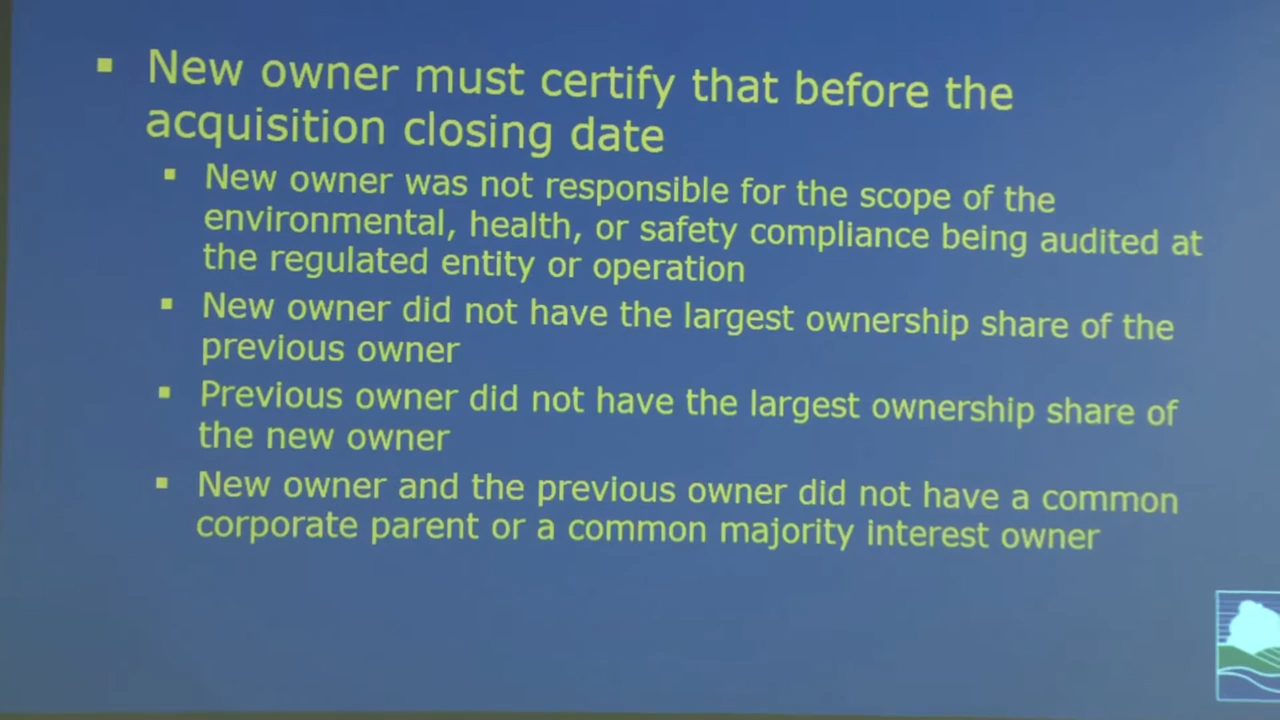 ▪ New owner must certify that before the
acquisition closing date
▪ New owner was not responsible for the scope of the
environmental, health, or safety compliance being audited at
the regulated entity or operation
▪ New owner did not have the largest ownership share of the
previous owner
▪ Previous owner did not have the largest ownership share of
the new owner
▪ New owner and the previous owner did not have a common
corporate parent or a common majority interest owner